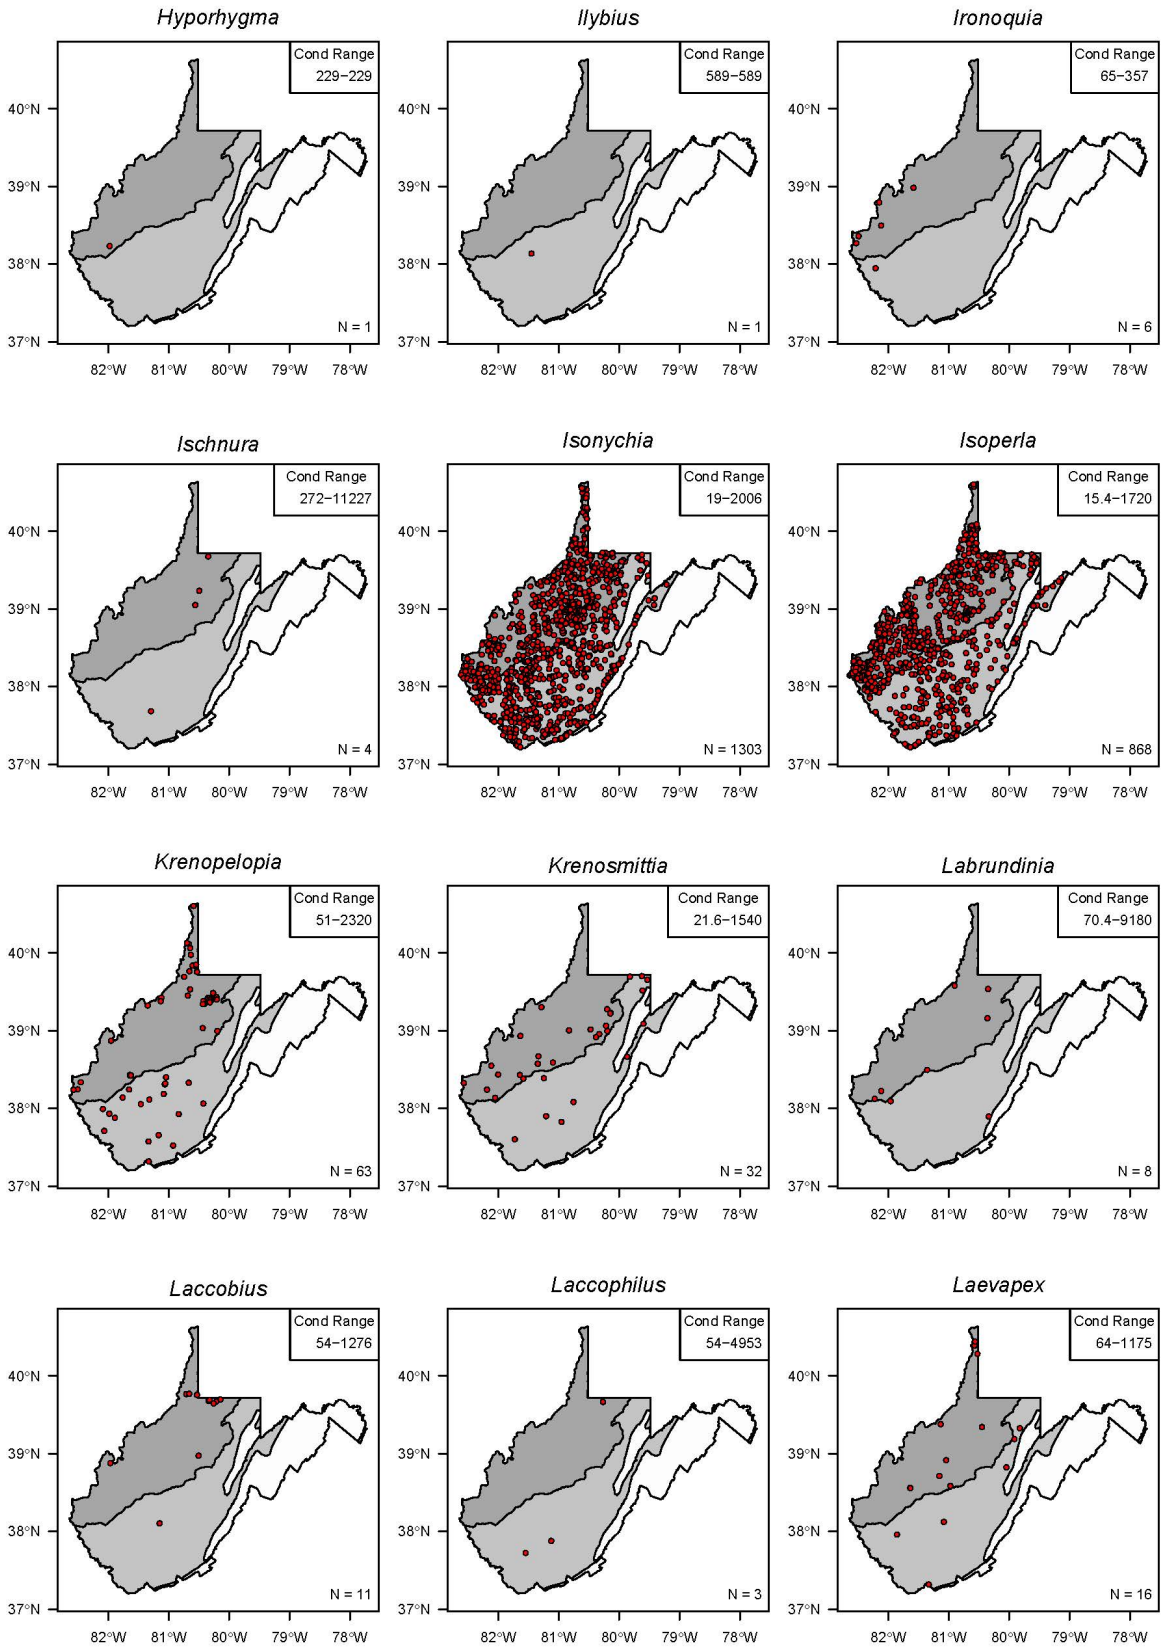 Hyporhygma
Cond Range
229−229
40°N
39°N
38°N
37°N
N = 1
82°W 81°W 80°W 79°W 78°W
Ilybius
Cond Range
589−589
40°N
39°N
38°N
37°N
N = 1
82°W 81°W 80°W 79°W 78°W
Ironoquia
Cond Range
65−357
40°N
39°N
38°N
37°N
N = 6
82°W 81°W 80°W 79°W 78°W
Ischnura
Cond Range
272−11227
40°N
39°N
38°N
37°N
N = 4
82°W 81°W 80°W 79°W 78°W
Isonychia
Cond Range
19−2006
40°N
39°N
38°N
37°N
N = 1303
82°W 81°W 80°W 79°W 78°W
Isoperla
Cond Range
15.4−1720
40°N
39°N
38°N
37°N
N = 868
82°W 81°W 80°W 79°W 78°W
Krenopelopia
Cond Range
51−2320
40°N
39°N
38°N
37°N
N = 63
82°W 81°W 80°W 79°W 78°W
Krenosmittia
Cond Range
21.6−1540
40°N
39°N
38°N
37°N
N = 32
82°W 81°W 80°W 79°W 78°W
Labrundinia
Cond Range
70.4−9180
40°N
39°N
38°N
37°N
N = 8
82°W 81°W 80°W 79°W 78°W
Laccobius
Cond Range
54−1276
40°N
39°N
38°N
37°N
N = 11
82°W 81°W 80°W 79°W 78°W
Laccophilus
Cond Range
54−4953
40°N
39°N
38°N
37°N
N = 3
82°W 81°W 80°W 79°W 78°W
Laevapex
Cond Range
64−1175
40°N
39°N
38°N
37°N
N = 16
82°W 81°W 80°W 79°W 78°W